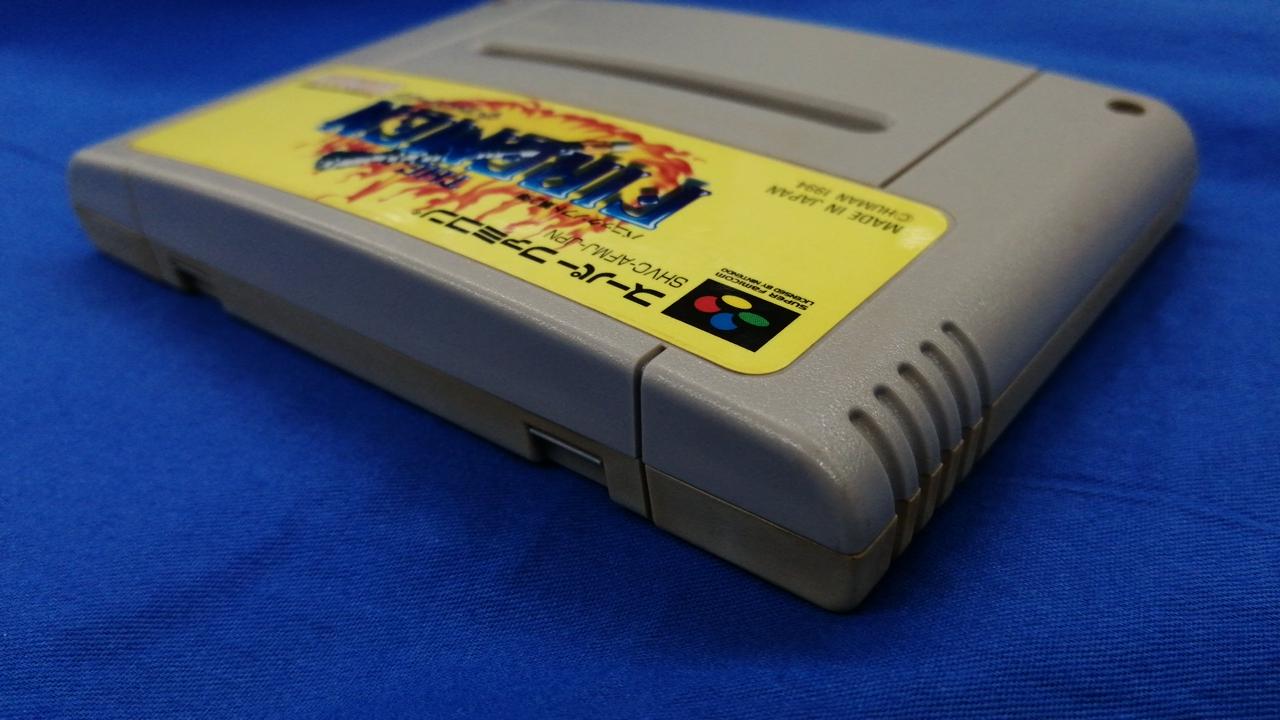 THE
FIREMEN
スーパーファミコン®
SHVC-AFMJ-JPN
SUPER FAMICOM
LICENSED BY NINTENDO
MADE IN JAPAN
©HUMAN 1994